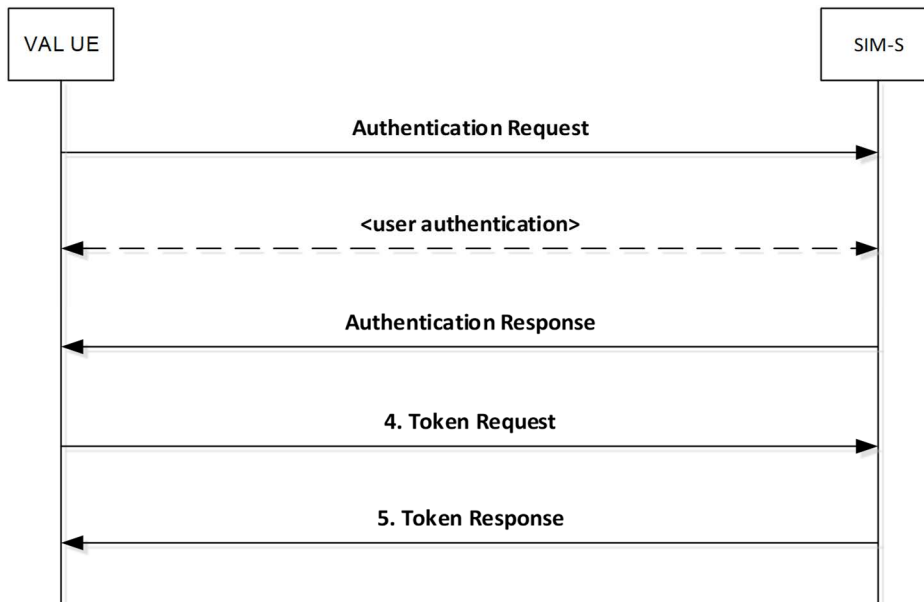 VAL UE
SIM-S
Authentication Request
<user authentication>
Authentication Response
4. Token Request
5. Token Response